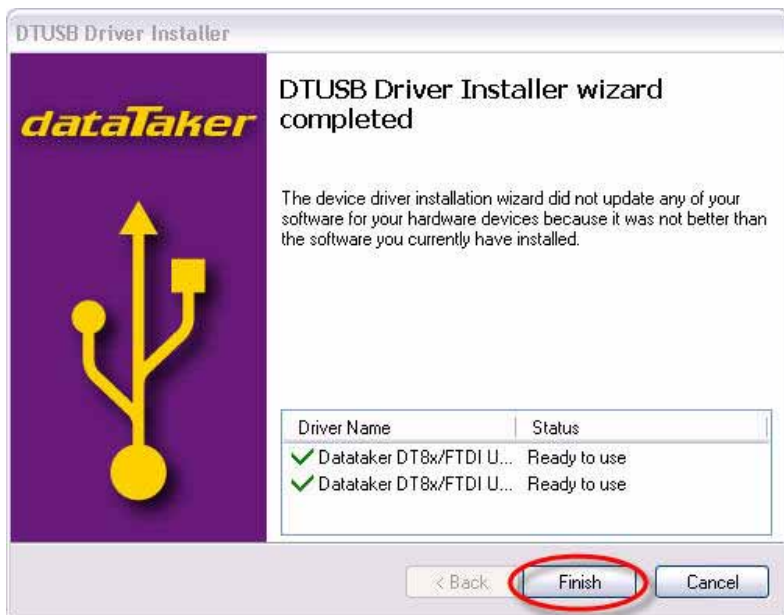 DTUSB Driver Installer
dataTaker
DTUSB Driver Installer wizard
completed
The device driver installation wizard did not update any of your
software for your hardware devices because it was not better than
the software you currently have installed.
Driver Name Status
Datataker DT8x/FTDI U... Ready to use
Datataker DT8x/FTDI U... Ready to use
< Back Finish Cancel